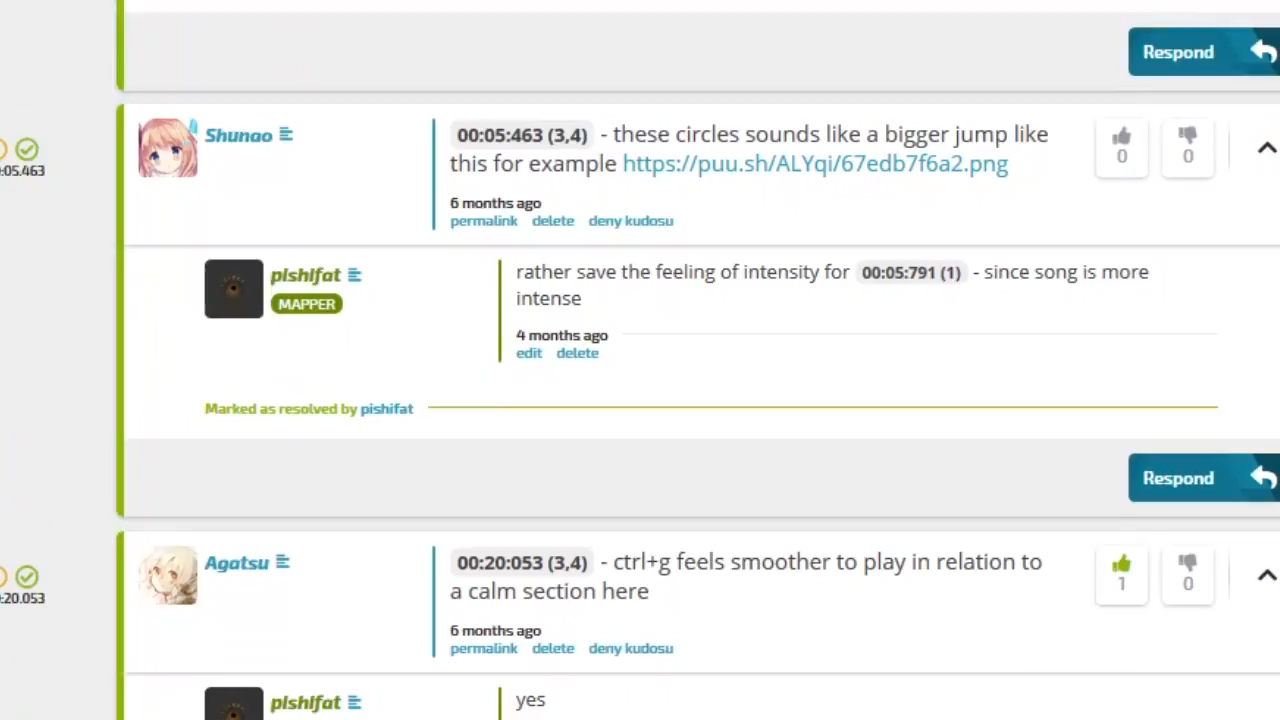 Respond
Shunao
00:05:463 (3,4) - these circles sounds like a bigger jump like
this for example https://puu.sh/ALYqi/67edb7f6a2.png
0 0
:05.463
6 months ago
permalink delete deny kudosu
pishifat
MAPPER
rather save the feeling of intensity for 00:05:791 (1) - since song is more
intense
4 months ago
edit delete
Marked as resolved by pishifat
Respond
Agatsu
00:20:053 (3,4) - ctrl+g feels smoother to play in relation to
a calm section here
1 0
:20.053
6 months ago
permalink delete deny kudosu
pishifat
yes